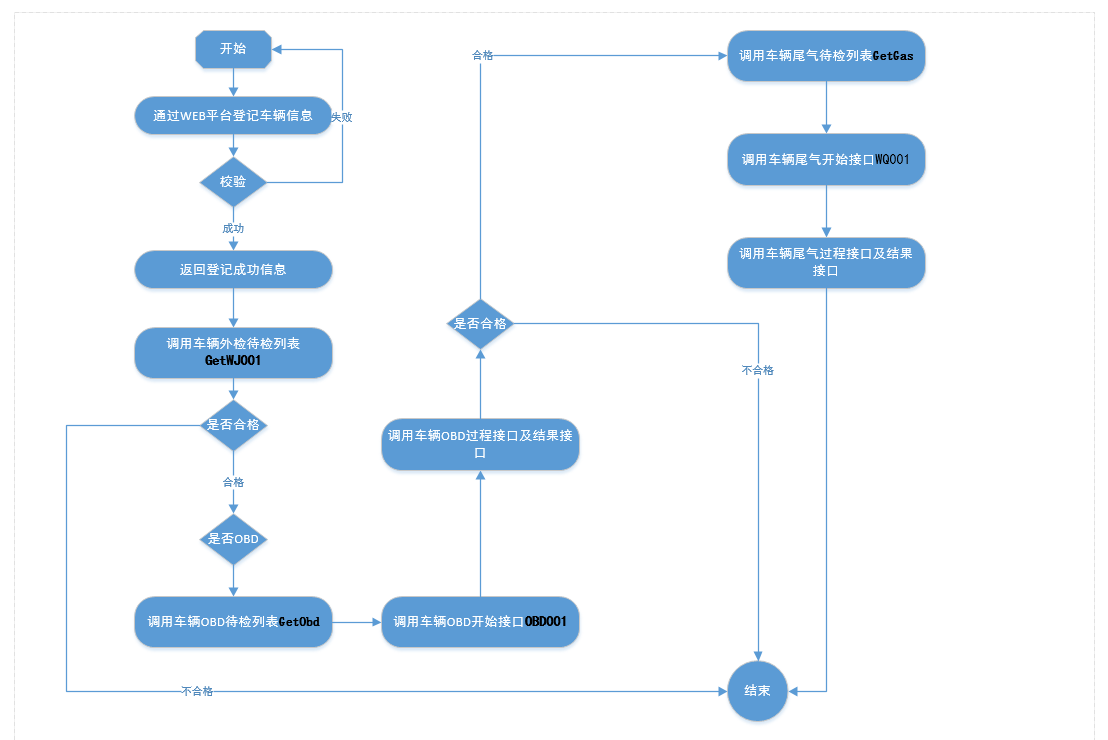 开始
通过WEB平台登记车辆信息
失败
校验
成功
返回登记成功信息
调用车辆外检待检列表
GetWJ001
是否合格
合格
是否OBD
调用车辆OBD待检列表GetObd
不合格
调用车辆OBD开始接口OBD001
调用车辆OBD过程接口及结果接
口
是否合格
合格
不合格
调用车辆尾气待检列表GetGas
调用车辆尾气开始接口WQ001
调用车辆尾气过程接口及结果
接口
结束